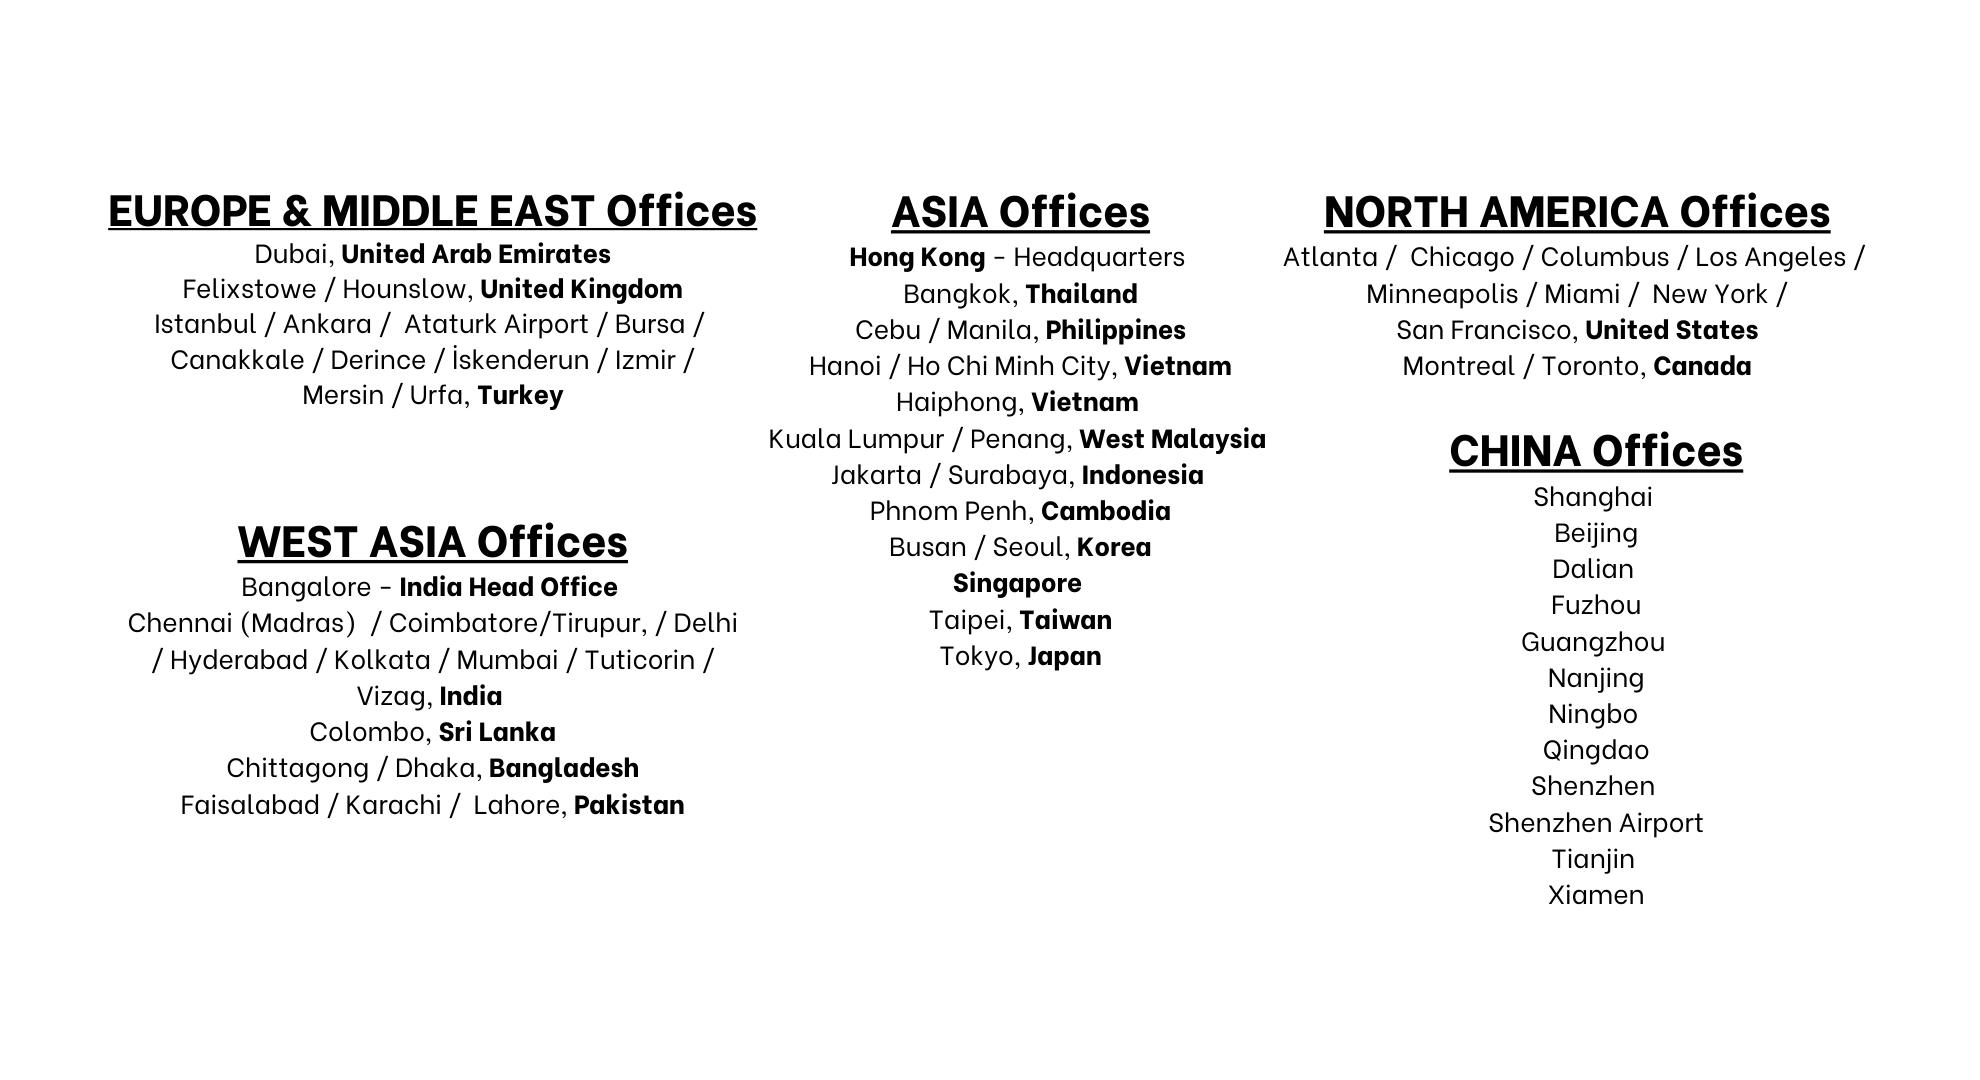 EUROPE & MIDDLE EAST Offices
Dubai, United Arab Emirates
Felixstowe / Hounslow, United Kingdom
Istanbul / Ankara /  Ataturk Airport / Bursa /
Canakkale / Derince / İskenderun / Izmir /
Mersin / Urfa, Turkey
WEST ASIA Offices
Bangalore - India Head Office
Chennai (Madras)  / Coimbatore/Tirupur, / Delhi
/ Hyderabad / Kolkata / Mumbai / Tuticorin /
Vizag, India
Colombo, Sri Lanka
Chittagong / Dhaka, Bangladesh
Faisalabad / Karachi /  Lahore, Pakistan
ASIA Offices
Hong Kong - Headquarters
Bangkok, Thailand
Cebu / Manila, Philippines
Hanoi / Ho Chi Minh City, Vietnam
Haiphong, Vietnam
Kuala Lumpur / Penang, West Malaysia
Jakarta / Surabaya, Indonesia
Phnom Penh, Cambodia
Busan / Seoul, Korea
Singapore
Taipei, Taiwan
Tokyo, Japan
NORTH AMERICA Offices
Atlanta /  Chicago / Columbus / Los Angeles /
Minneapolis / Miami /  New York /
San Francisco, United States
Montreal / Toronto, Canada
CHINA Offices
Shanghai
Beijing
Dalian
Fuzhou
Guangzhou
Nanjing
Ningbo
Qingdao
Shenzhen
Shenzhen Airport
Tianjin
Xiamen